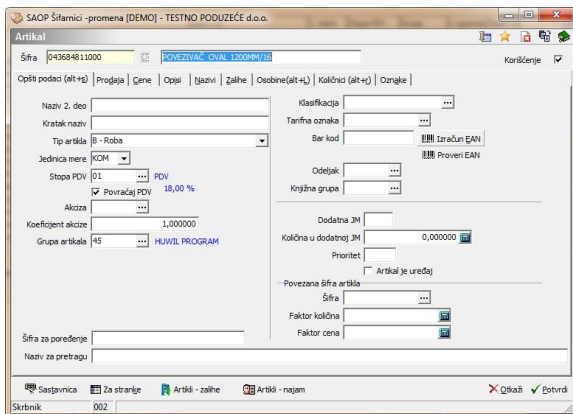 SAOP Šifarnici -promena [DEMO] - TESTNO PODUZEĆE d.o.o.
Artikal
Šifra 043684811000 POVEZIVAČ OVAL 1200MM/16 Korišćenje
Opšti podaci (alt+s) Prodaja Cene Opisi Nazivi Zalihe Osobine(alt+L) Količnici (alt+r) Oznake
Naziv 2. deo
Kratak naziv
Tip artikla B - Roba
Jedinica mere KOM
Stopa PDV 01 ... PDV
Povraćaj PDV 18,00 %
Akciza ...
Koeficijent akcize 1,000000
Grupa artikala 45 ... HUWIL PROGRAM
Šifra za poređenje
Naziv za pretragu
Klasifikacija ...
Tarifna oznaka ...
Bar kod Izračun EAN
Proveri EAN
Odeljak ...
Knjižna grupa ...
Dodatna JM
Količina u dodatnoj JM 0,000000
Prioritet
Artikal je uređaj
Povezana šifra artikla
Šifra ...
Faktor količina
Faktor cena
Sastavnica Za stranke Artikli - zalihe Artikli - najam Otkaži Potvrdi
Skrbnik 002